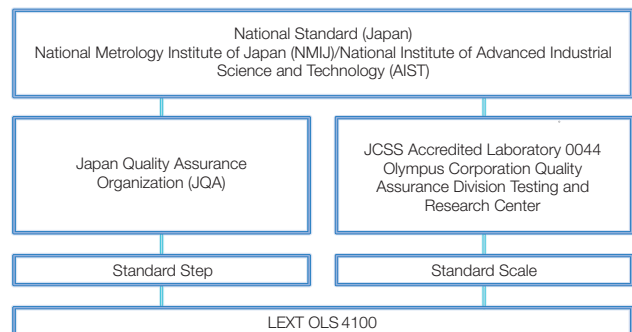 National Standard (Japan)
National Metrology Institute of Japan (NMIJ)/National Institute of Advanced Industrial
Science and Technology (AIST)
Japan Quality Assurance
Organization (JQA)
JCSS Accredited Laboratory 0044
Olympus Corporation Quality
Assurance Division Testing and
Research Center
Standard Step
Standard Scale
LEXT OLS 4100